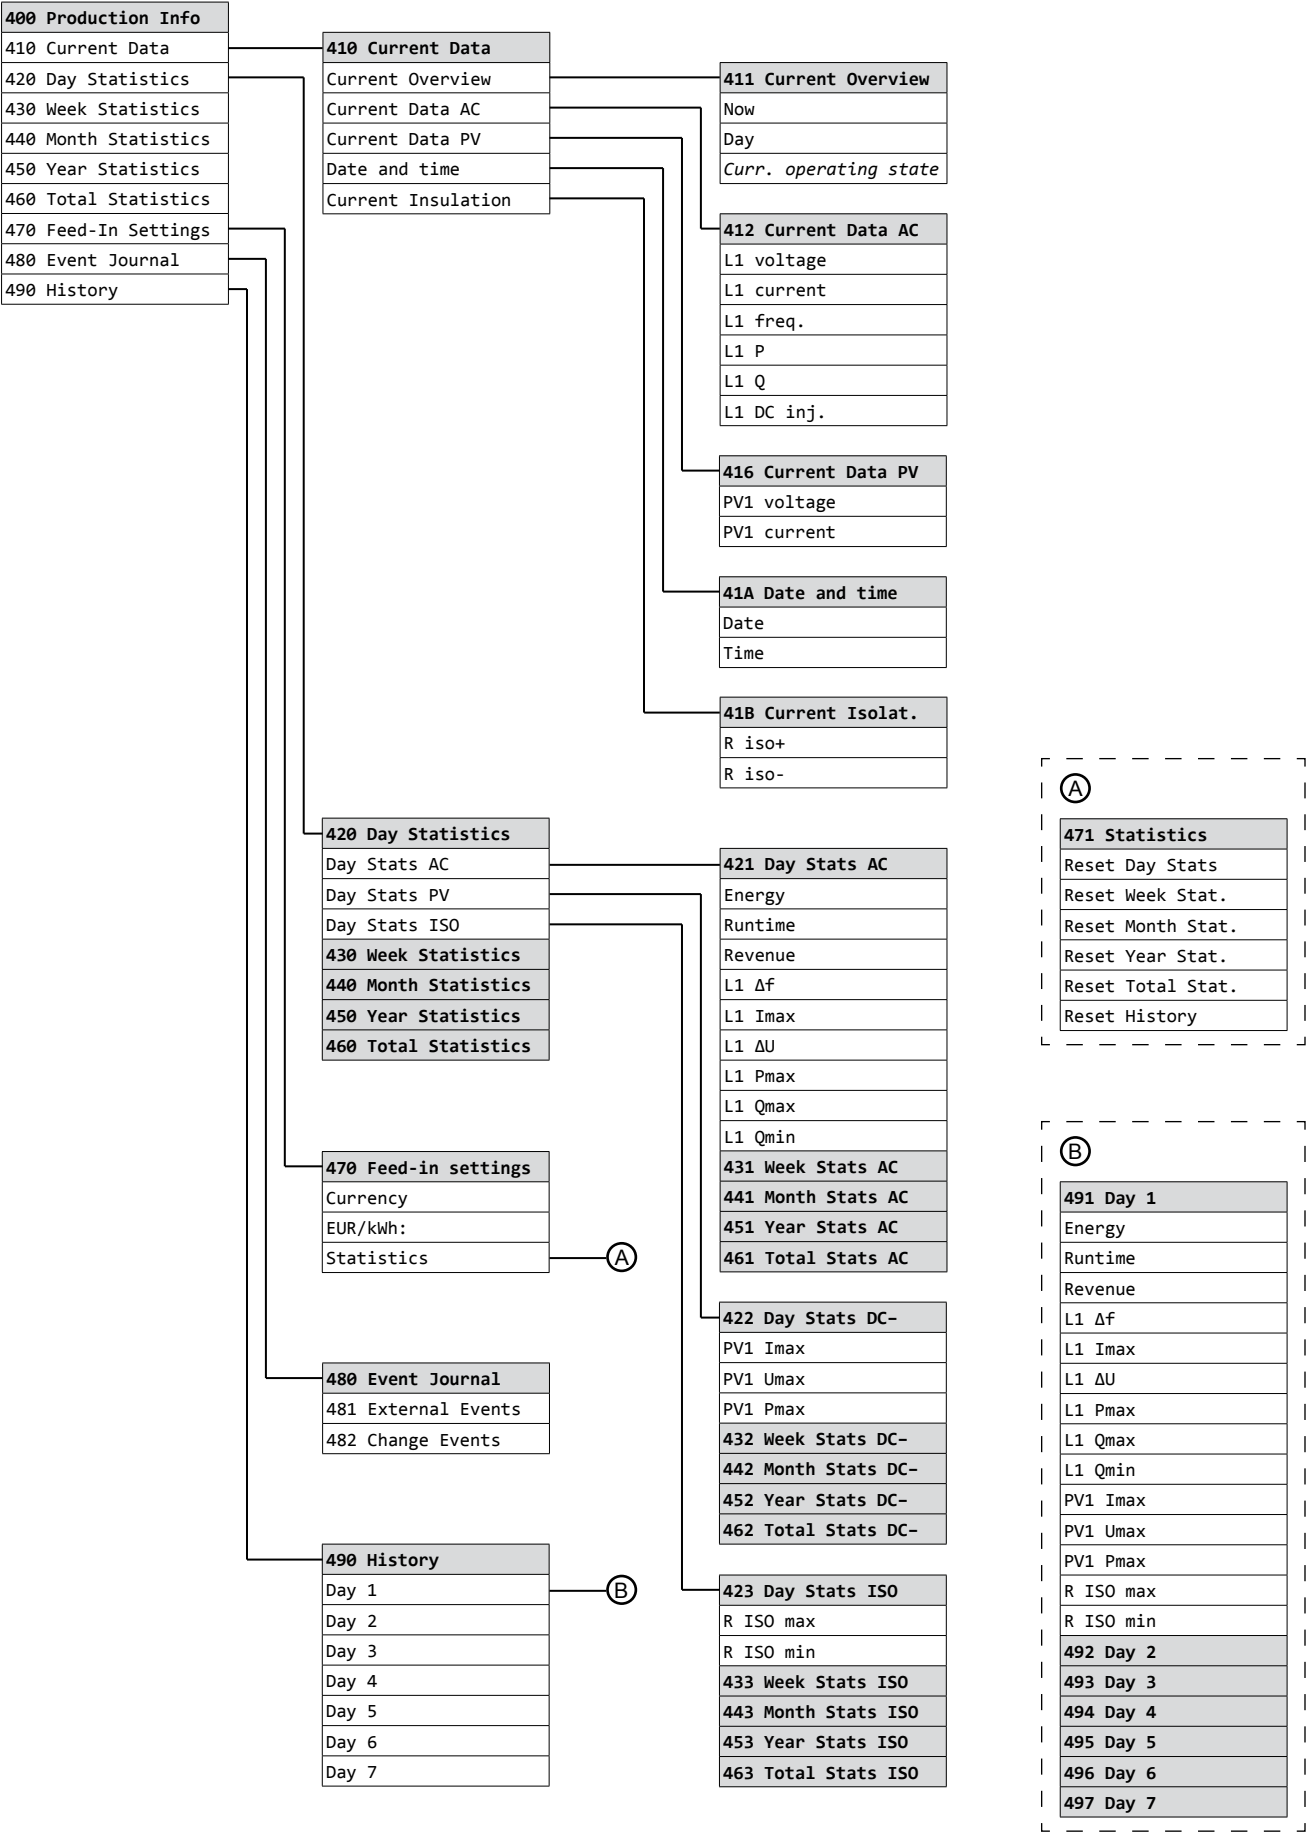 400 Production Info
410 Current Data
420 Day Statistics
430 Week Statistics
440 Month Statistics
450 Year Statistics
460 Total Statistics
470 Feed-In Settings
480 Event Journal
490 History
410 Current Data
Current Overview
Current Data AC
Current Data PV
Date and time
Current Insulation
411 Current Overview
Now
Day
Curr. operating state
412 Current Data AC
L1 voltage
L1 current
L1 freq.
L1 P
L1 Q
L1 DC inj.
416 Current Data PV
PV1 voltage
PV1 current
41A Date and time
Date
Time
41B Current Isolat.
R iso+
R iso-
420 Day Statistics
Day Stats AC
Day Stats PV
Day Stats ISO
430 Week Statistics
440 Month Statistics
450 Year Statistics
460 Total Statistics
421 Day Stats AC
Energy
Runtime
Revenue
L1 Δf
L1 Imax
L1 ΔU
L1 Pmax
L1 Qmax
L1 Qmin
431 Week Stats AC
441 Month Stats AC
451 Year Stats AC
461 Total Stats AC
422 Day Stats DC–
PV1 Imax
PV1 Umax
PV1 Pmax
432 Week Stats DC–
442 Month Stats DC–
452 Year Stats DC–
462 Total Stats DC–
423 Day Stats ISO
R ISO max
R ISO min
433 Week Stats ISO
443 Month Stats ISO
453 Year Stats ISO
463 Total Stats ISO
470 Feed-in settings
Currency
EUR/kWh:
Statistics
A
480 Event Journal
481 External Events
482 Change Events
490 History
Day 1
B
Day 2
Day 3
Day 4
Day 5
Day 6
Day 7
A
471 Statistics
Reset Day Stats
Reset Week Stat.
Reset Month Stat.
Reset Year Stat.
Reset Total Stat.
Reset History
B
491 Day 1
Energy
Runtime
Revenue
L1 Δf
L1 Imax
L1 ΔU
L1 Pmax
L1 Qmax
L1 Qmin
PV1 Imax
PV1 Umax
PV1 Pmax
R ISO max
R ISO min
492 Day 2
493 Day 3
494 Day 4
495 Day 5
496 Day 6
497 Day 7